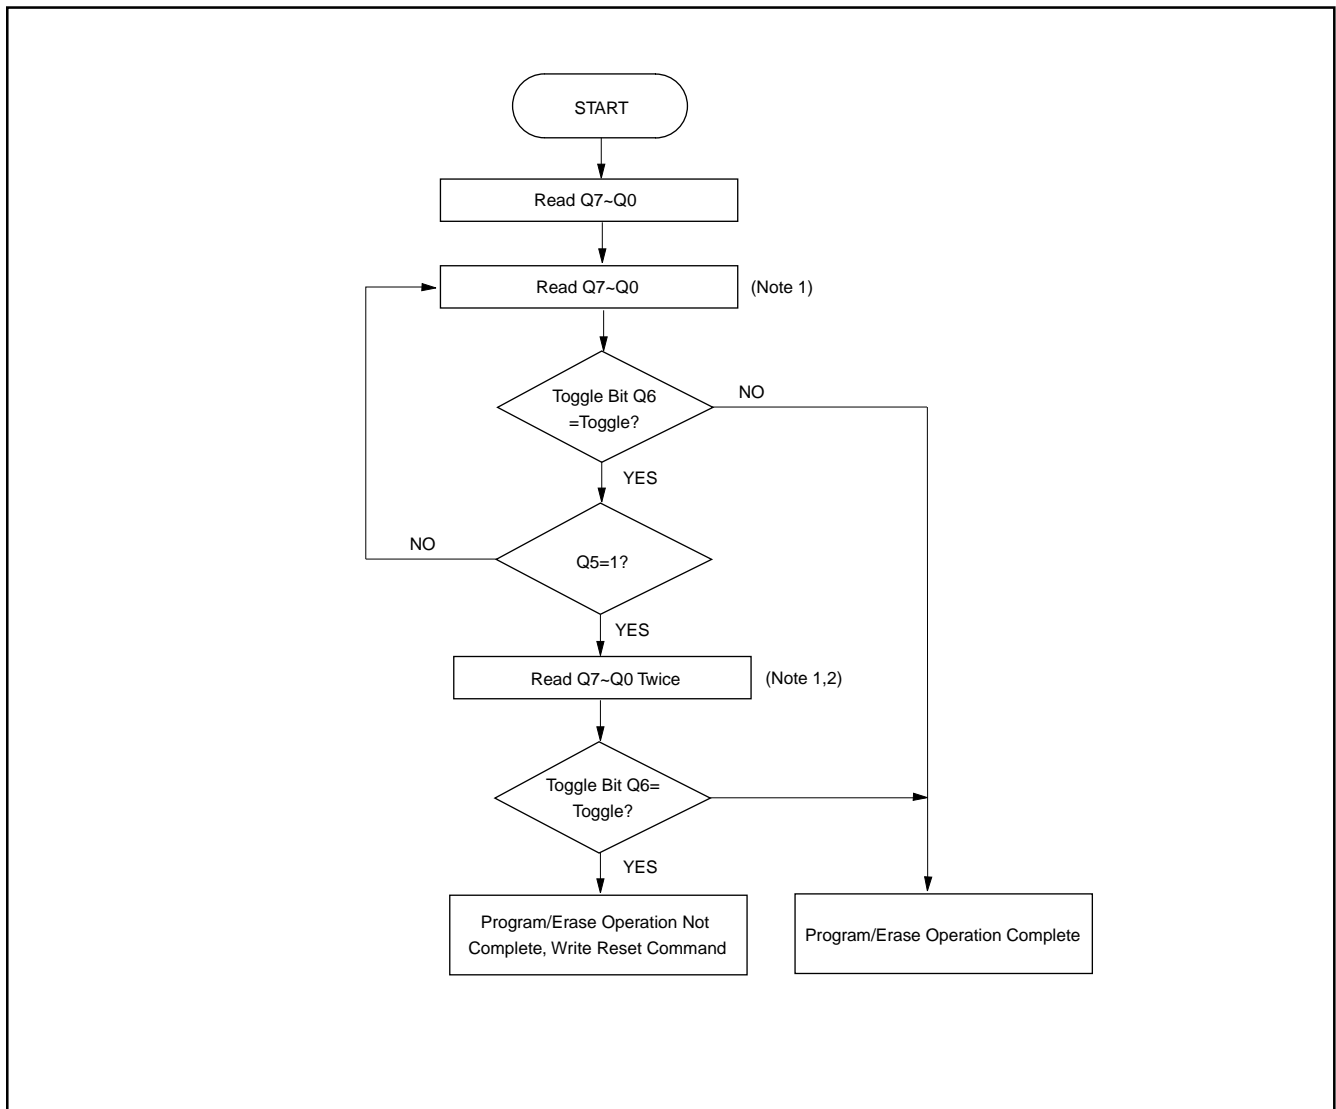 START
Read Q7~Q0
Read Q7~Q0
(Note 1)
Toggle Bit Q6
=Toggle?
NO
YES
Q5=1?
NO
YES
Read Q7~Q0 Twice
(Note 1,2)
Toggle Bit Q6=
Toggle?
YES
Program/Erase Operation Not
Complete, Write Reset Command
Program/Erase Operation Complete